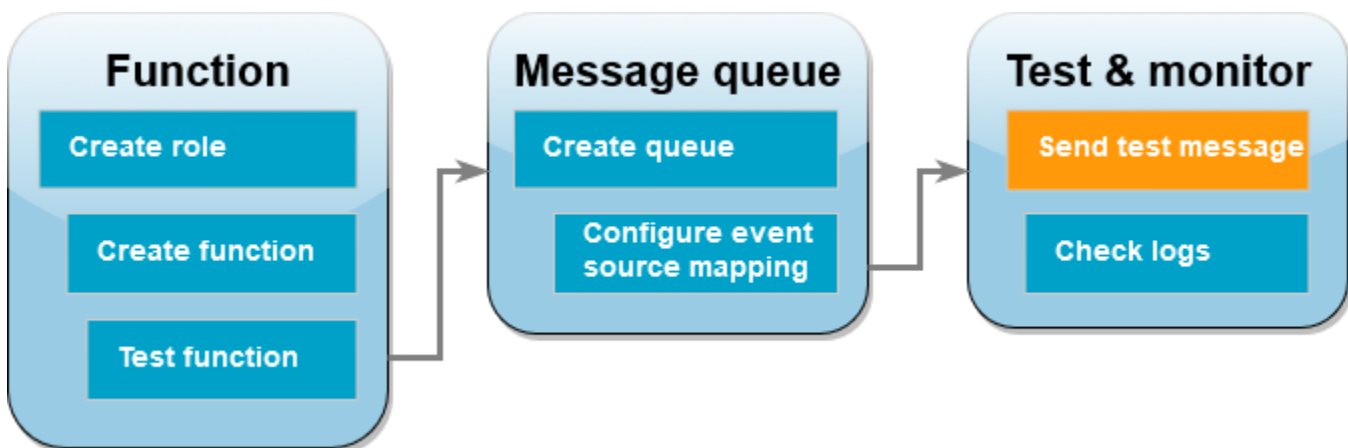 Function
Create role
Create function
Test function
Message queue
Create queue
Configure event
source mapping
Test & monitor
Send test message
Check logs